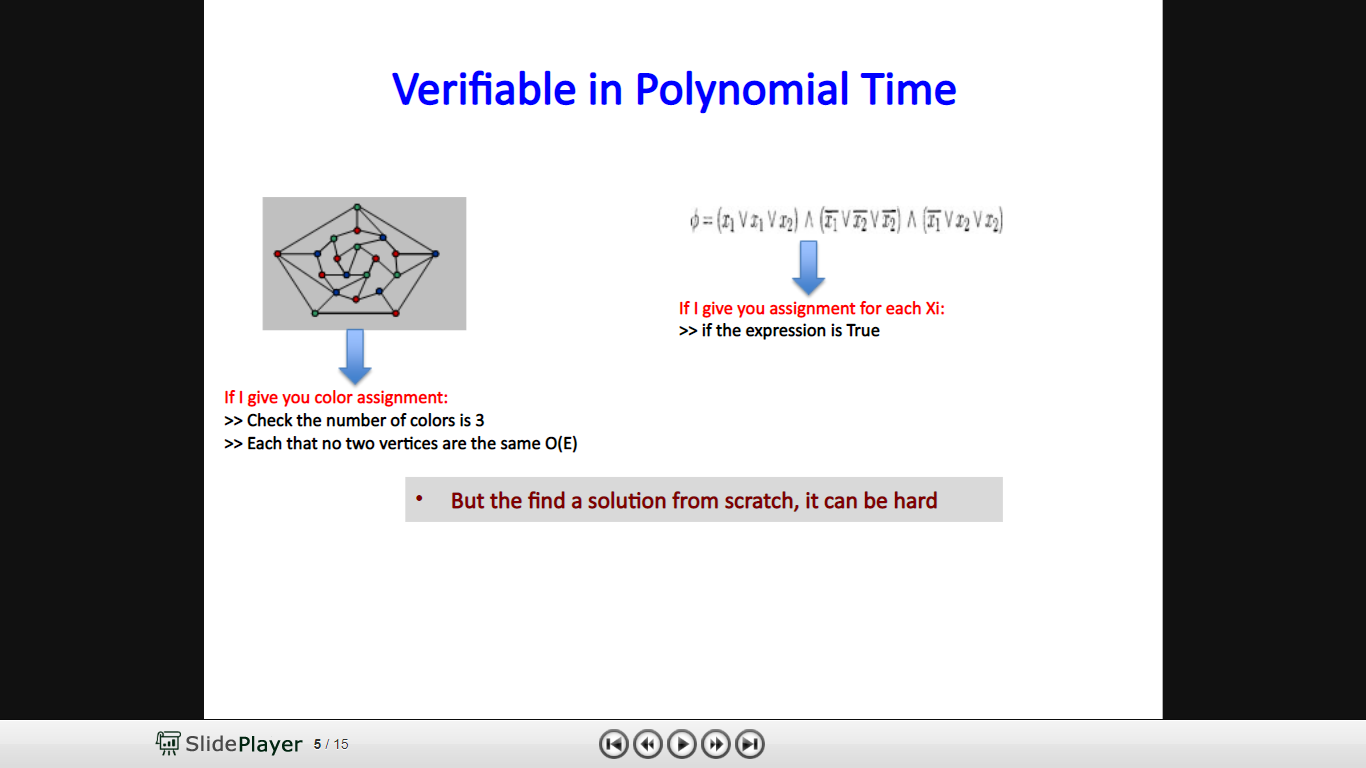 Verifiable in Polynomial Time
ϕ = (x₁ ∨ x₁ ∨ x₂) ∧ (x̅₁ ∨ x̅₂ ∨ x̅₂) ∧ (x̅₁ ∨ x₂ ∨ x₂)
If I give you assignment for each Xi:
>> if the expression is True
If I give you color assignment:
>> Check the number of colors is 3
>> Each that no two vertices are the same O(E)
• But the find a solution from scratch, it can be hard
SlidePlayer 5 / 15